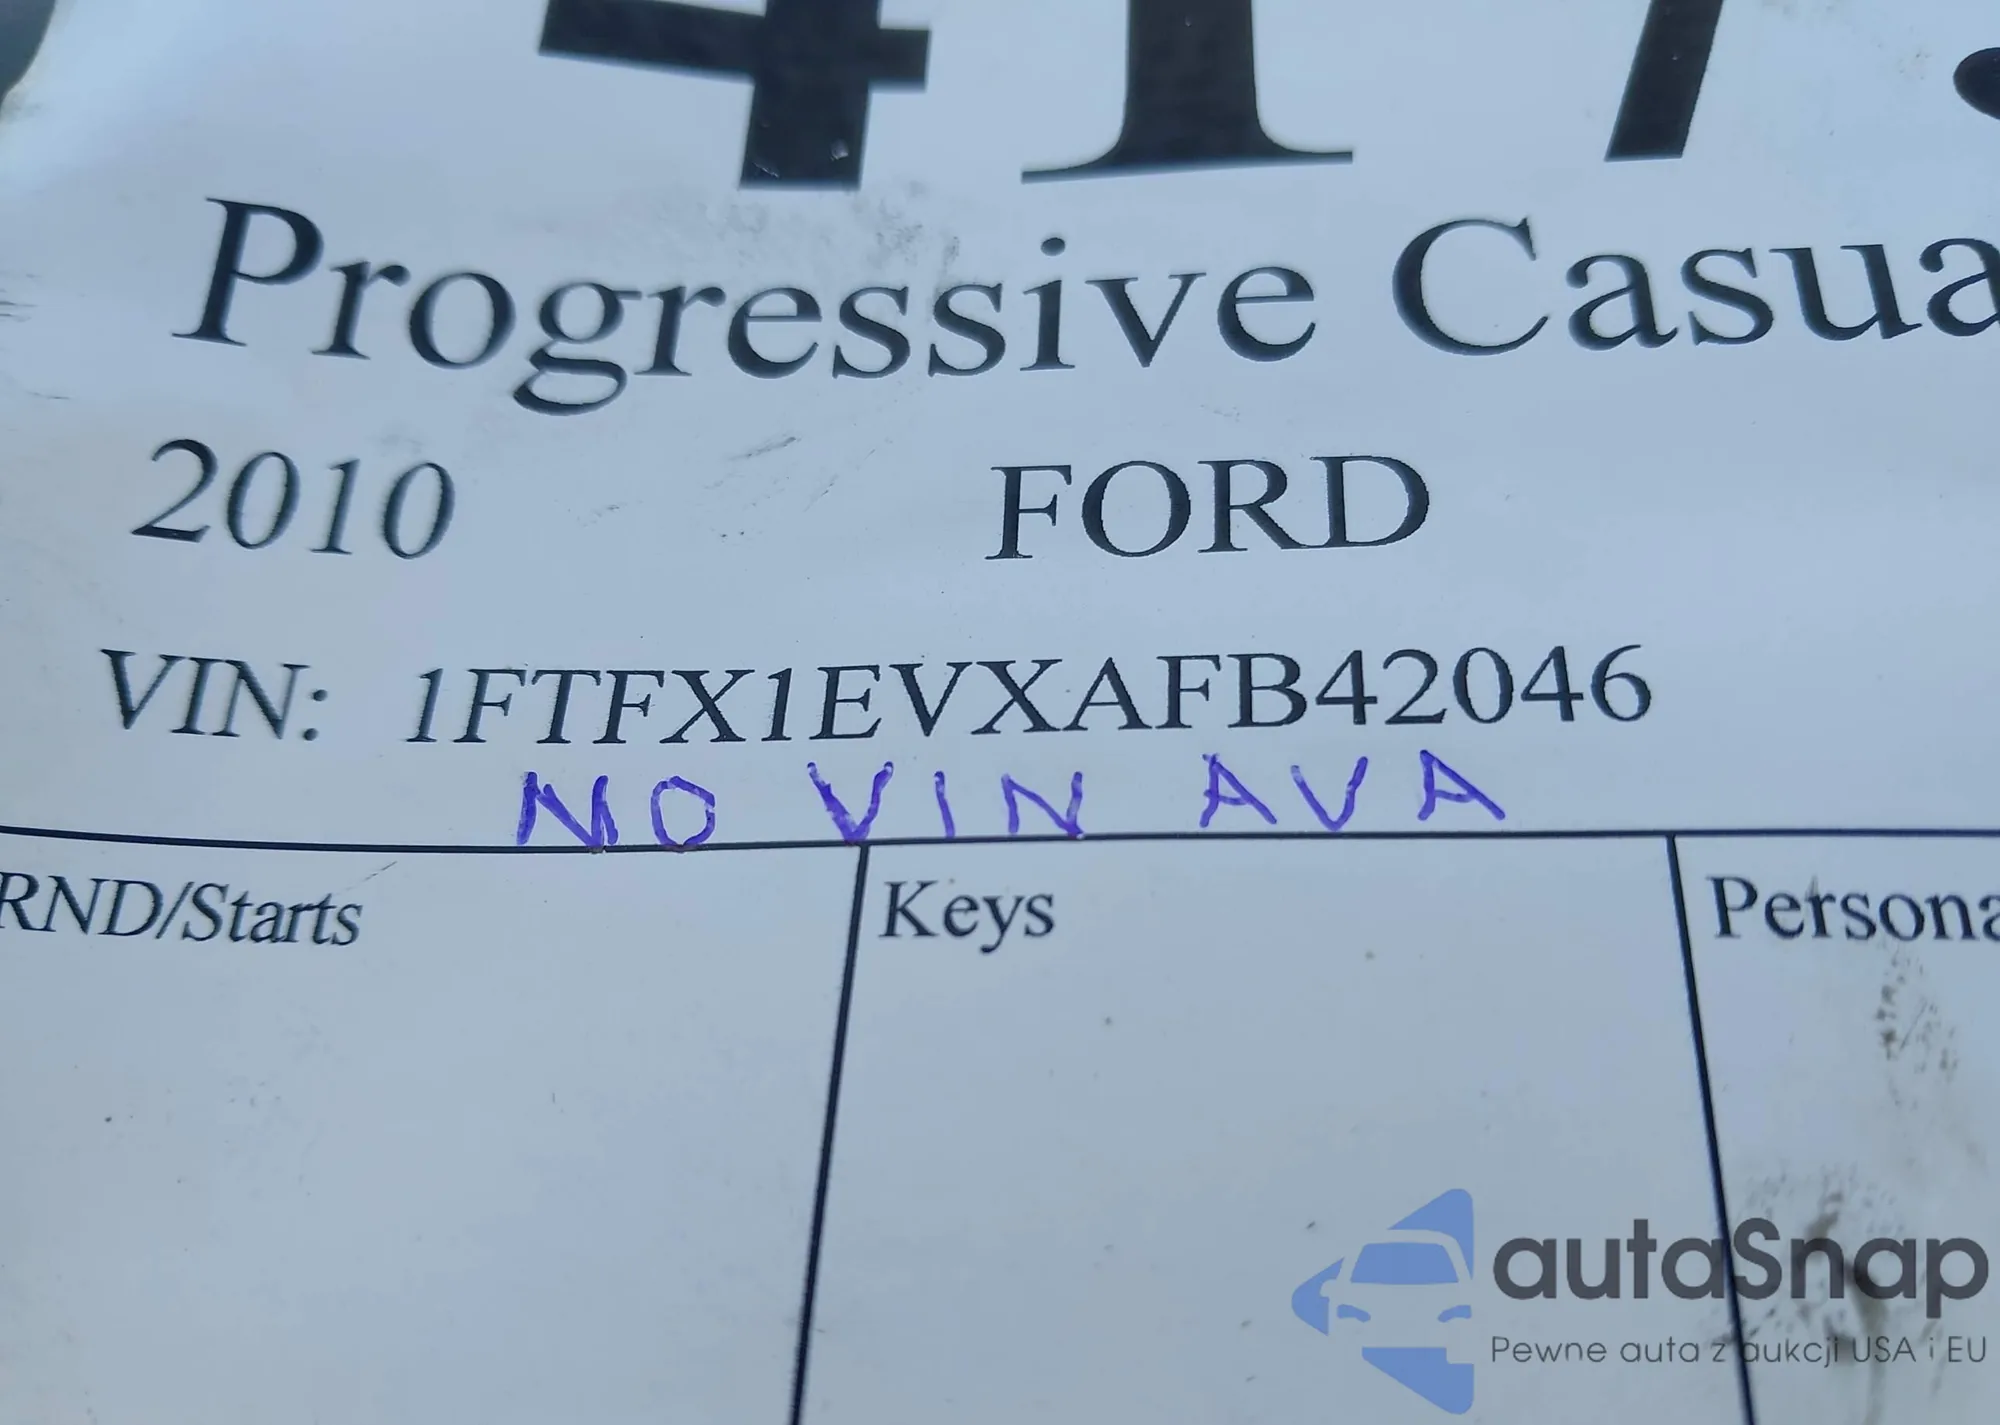 Progressive Casua
2010 FORD
VIN: 1FTFX1EVXAFB42046
NO VIN AVA
RND/Starts Keys Persona
autaSnap
Pewne auta z aukcji USA i EU